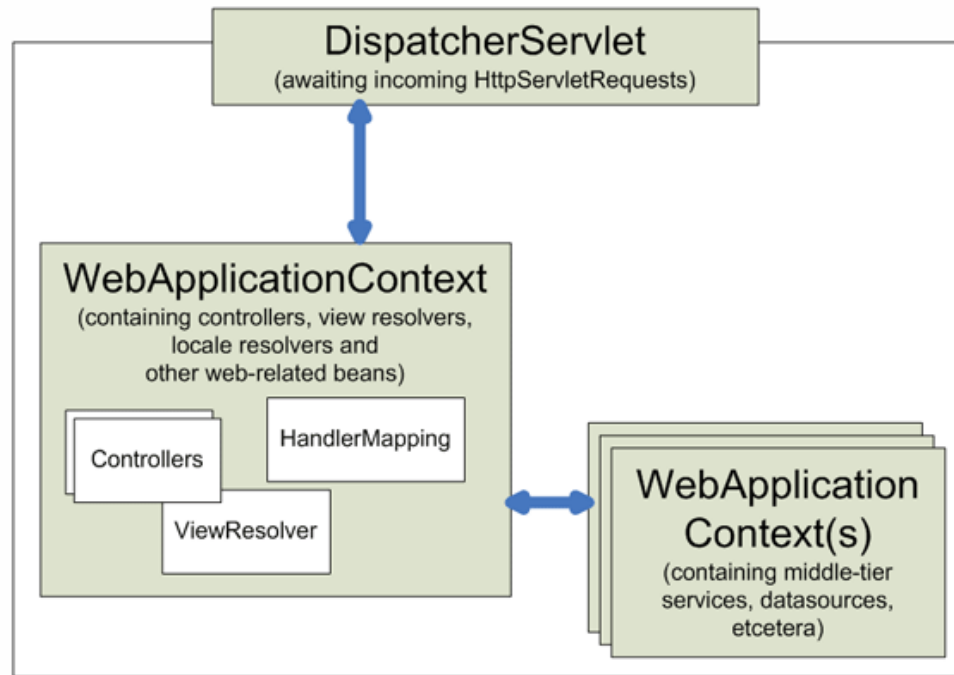 DispatcherServlet
(awaiting incoming HttpServletRequests)
WebApplicationContext
(containing controllers, view resolvers,
locale resolvers and
other web-related beans)
HandlerMapping
Controllers
ViewResolver
WebApplication
Context(s)
(containing middle-tier
services, datasources,
etcetera)